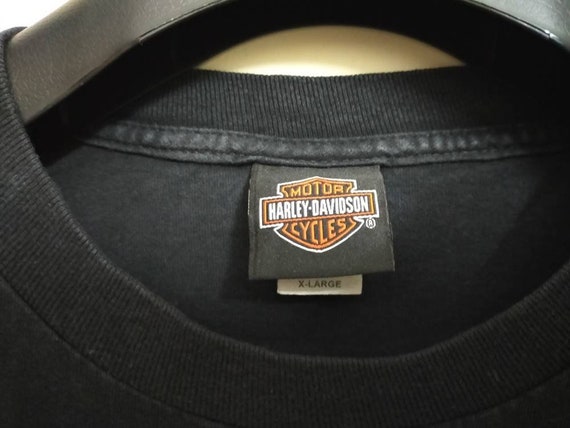 MOTOR
HARLEY-DAVIDSON
CYCLES ®
X-LARGE